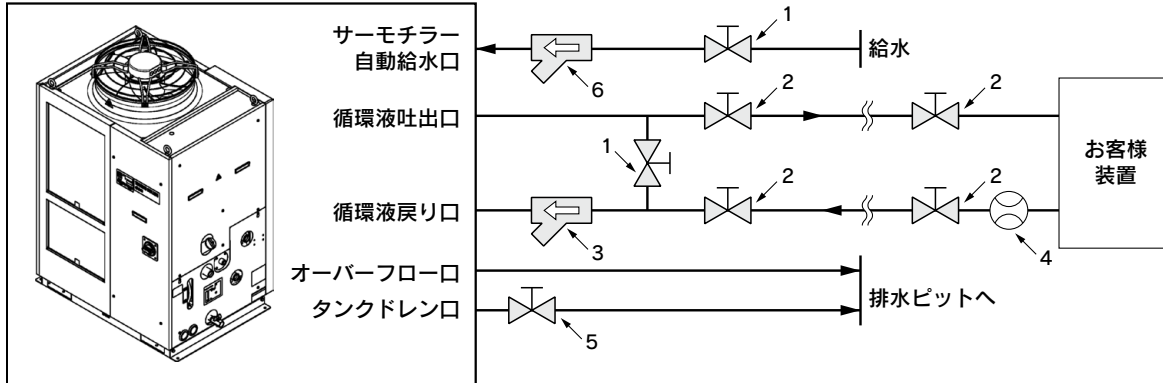 サーモチラー
自動給水口
6
1
給水
循環液吐出口
2
2
1
お客様
装置
循環液戻り口
3
2
2
4
オーバーフロー口
タンクドレン口
5
排水ピットへ